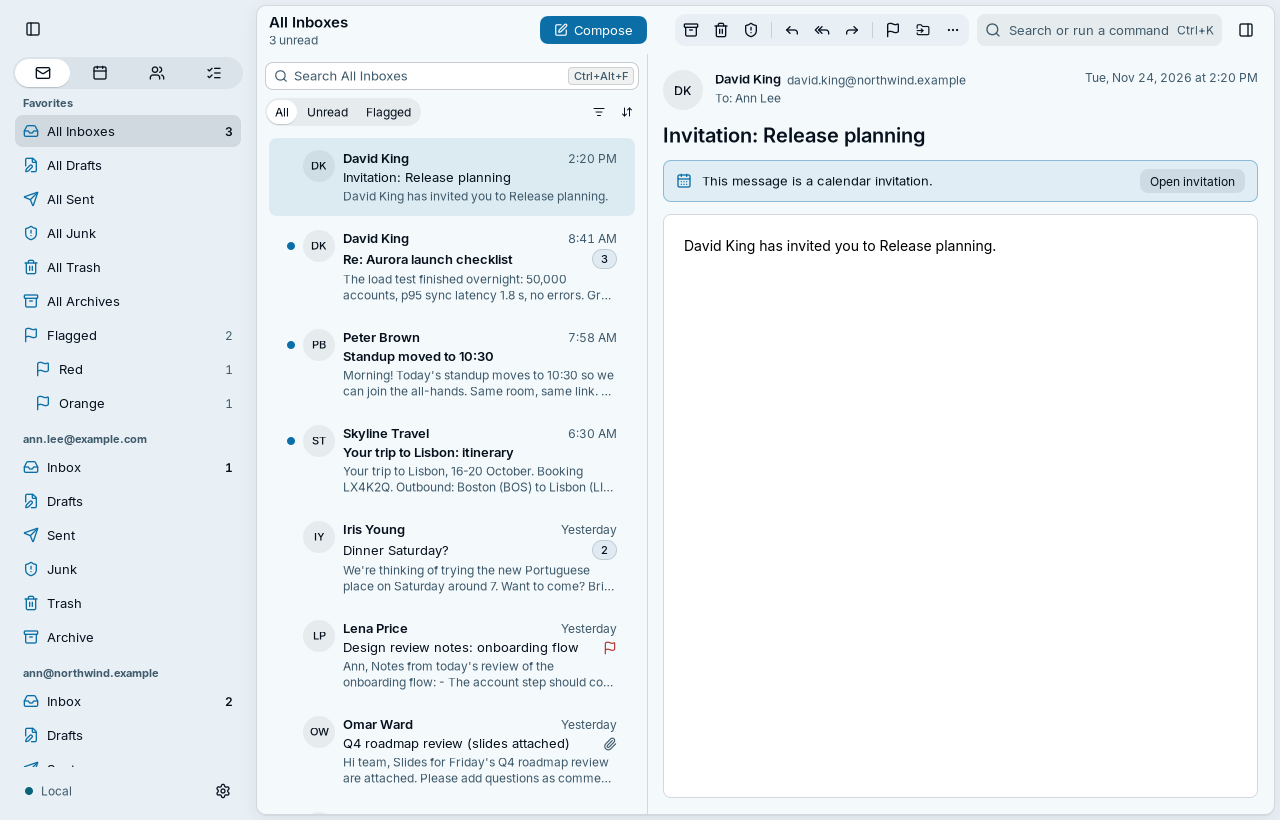 Favorites
All Inboxes 3
All Drafts
All Sent
All Junk
All Trash
All Archives
Flagged 2
Red 1
Orange 1
ann.lee@example.com
Inbox 1
Drafts
Sent
Junk
Trash
Archive
ann@northwind.example
Inbox 2
Drafts
Local
All Inboxes
3 unread
Compose
Search All Inboxes Ctrl+Alt+F
All Unread Flagged
DK David King 2:20 PM
Invitation: Release planning
David King has invited you to Release planning.
DK David King 8:41 AM
Re: Aurora launch checklist 3
The load test finished overnight: 50,000
accounts, p95 sync latency 1.8 s, no errors. Gr…
PB Peter Brown 7:58 AM
Standup moved to 10:30
Morning! Today's standup moves to 10:30 so we
can join the all-hands. Same room, same link. …
ST Skyline Travel 6:30 AM
Your trip to Lisbon: itinerary
Your trip to Lisbon, 16-20 October. Booking
LX4K2Q. Outbound: Boston (BOS) to Lisbon (LI…
IY Iris Young Yesterday
Dinner Saturday? 2
We're thinking of trying the new Portuguese
place on Saturday around 7. Want to come? Bri…
LP Lena Price Yesterday
Design review notes: onboarding flow
Ann, Notes from today's review of the
onboarding flow: - The account step should co…
OW Omar Ward Yesterday
Q4 roadmap review (slides attached)
Hi team, Slides for Friday's Q4 roadmap review
are attached. Please add questions as comme…
Search or run a command Ctrl+K
DK David King david.king@northwind.example Tue, Nov 24, 2026 at 2:20 PM
To: Ann Lee
Invitation: Release planning
This message is a calendar invitation. Open invitation
David King has invited you to Release planning.